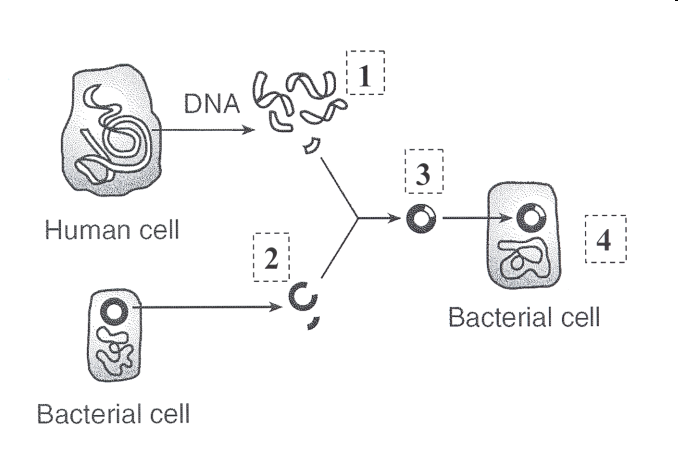 1
DNA
3
Human cell
2
4
Bacterial cell
Bacterial cell